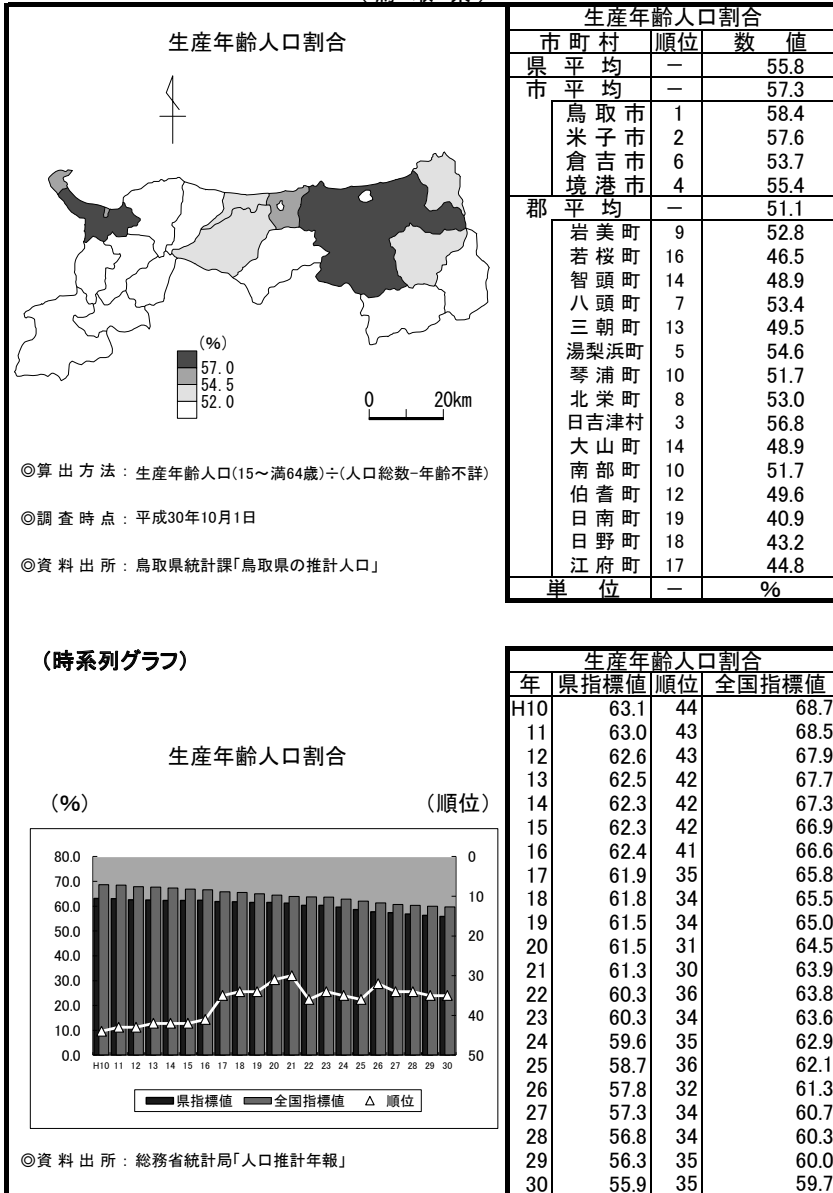 生産年齢人口割合
(%)
57.0
54.5
52.0
0 20km
◎算出方法：生産年齢人口(15～満64歳)÷(人口総数-年齢不詳)
◎調査時点：平成30年10月1日
◎資料出所：鳥取県統計課「鳥取県の推計人口」
生産年齢人口割合
市町村 順位 数値
県平均 － 55.8
市平均 － 57.3
鳥取市 1 58.4
米子市 2 57.6
倉吉市 6 53.7
境港市 4 55.4
郡平均 － 51.1
岩美町 9 52.8
若桜町 16 46.5
智頭町 14 48.9
八頭町 7 53.4
三朝町 13 49.5
湯梨浜町 5 54.6
琴浦町 10 51.7
北栄町 8 53.0
日吉津村 3 56.8
大山町 14 48.9
南部町 10 51.7
伯耆町 12 49.6
日南町 19 40.9
日野町 18 43.2
江府町 17 44.8
単位 － %
(時系列グラフ)
生産年齢人口割合
(%) (順位)
80.0 0
70.0 10
60.0 20
50.0 30
40.0 40
30.0 50
20.0
10.0
0.0
H10 11 12 13 14 15 16 17 18 19 20 21 22 23 24 25 26 27 28 29 30
県指標値 全国指標値 △ 順位
◎資料出所：総務省統計局「人口推計年報」
生産年齢人口割合
年 県指標値 順位 全国指標値
H10 63.1 44 68.7
11 63.0 43 68.5
12 62.6 43 67.9
13 62.5 42 67.7
14 62.3 42 67.3
15 62.3 42 66.9
16 62.4 41 66.6
17 61.9 35 65.8
18 61.8 34 65.5
19 61.5 34 65.0
20 61.5 31 64.5
21 61.3 30 63.9
22 60.3 36 63.8
23 60.3 34 63.6
24 59.6 35 62.9
25 58.7 36 62.1
26 57.8 32 61.3
27 57.3 34 60.7
28 56.8 34 60.3
29 56.3 35 60.0
30 55.9 35 59.7